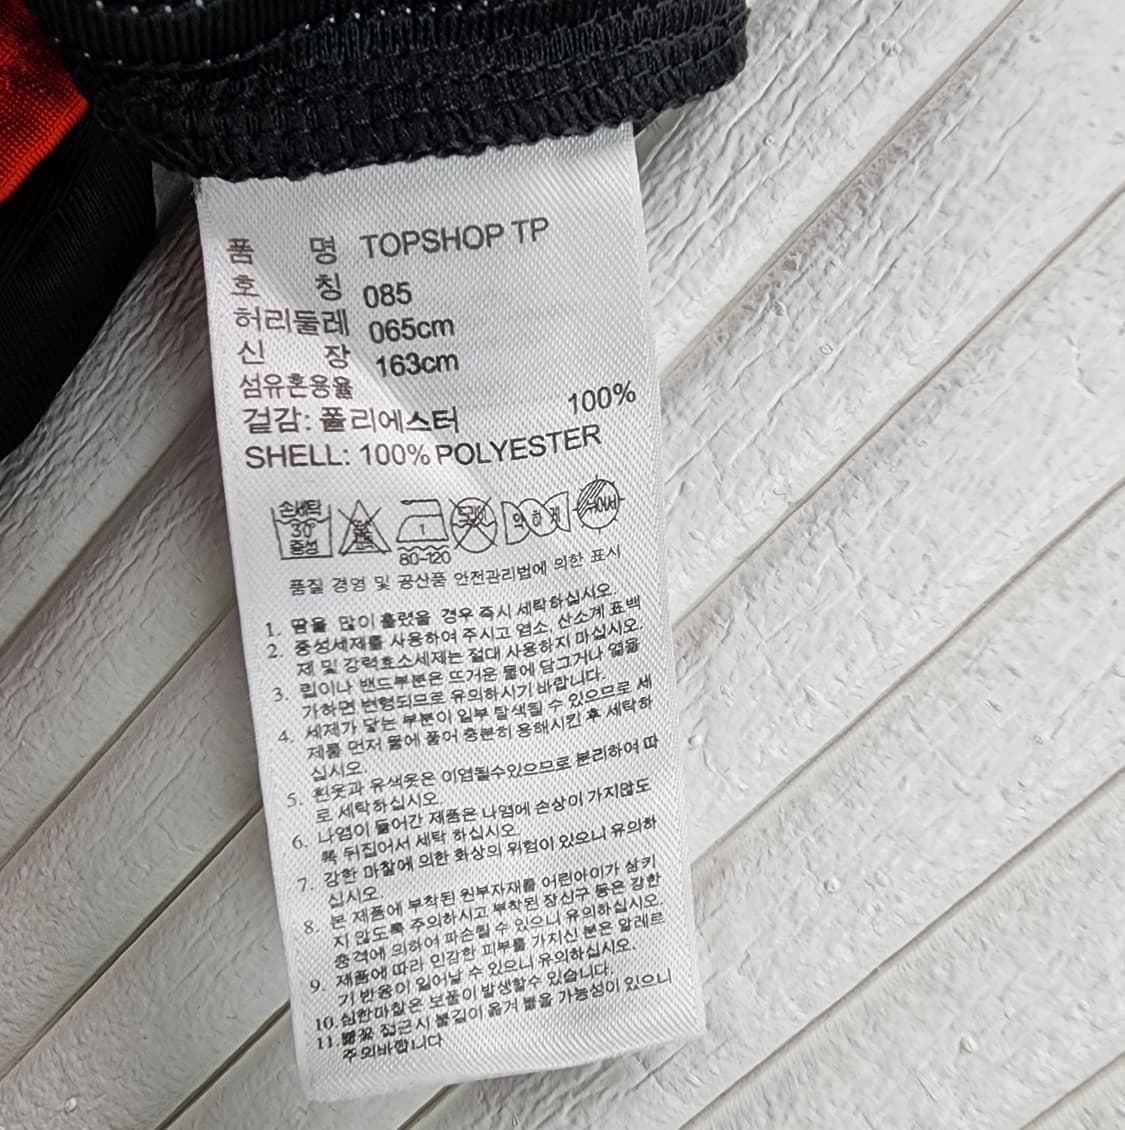 품 명 TOPSHOP TP
호 칭 085
허리둘레 065cm
신 장 163cm
섬유혼용율
겉감: 폴리에스터 100%
SHELL: 100% POLYESTER
손세탁
30°
중성
1
80~120
약하게
품질 경영 및 공산품 안전관리법에 의한 표시
1. 땀을 많이 흘렸을 경우 즉시 세탁하십시오.
2. 중성세제를 사용하여 주시고 염소, 산소계 표백
제 및 강력효소세제는 절대 사용하지 마십시오.
3. 립이나 밴드부분은 뜨거운 물에 담그거나 열을
가하면 변형되므로 유의하시기 바랍니다.
4. 세제가 닿는 부분이 일부 탈색될 수 있으므로 세
제를 먼저 물에 풀어 충분히 용해시킨 후 세탁하
십시오.
5. 흰옷과 유색옷은 이염될수있으므로 분리하여 따
로 세탁하십시오.
6. 나염이 들어간 제품은 나염에 손상이 가지않도
록 뒤집어서 세탁 하십시오.
7. 강한 마찰에 의한 화상의 위험이 있으니 유의하
십시오.
8. 본 제품에 부착된 원부자재를 어린아이가 삼키
지 않도록 주의하시고 부착된 장신구 등은 강한
충격에 의하여 파손될 수 있으니 유의하십시오.
9. 제품에 따라 민감한 피부를 가지신 분은 알레르
기 반응이 일어날 수 있으니 유의하십시오.
10. 심한마찰은 보풀이 발생할수 있습니다.
11. 불꽃 접근시 불길이 옮겨 붙을 가능성이 있으니
주의바랍니다